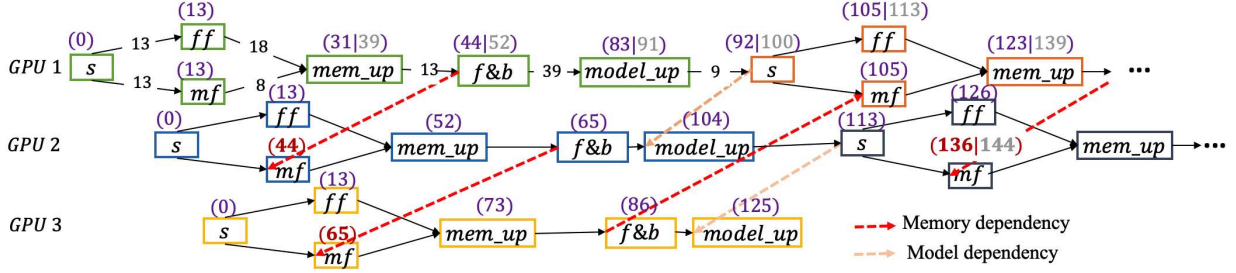 (13) (105|113)
(0) ff (31|39) (44|52) (83|91) (92|100) ff (123|139)
13 18
GPU 1 s (13) mem_up 13 f&b 39 model_up 9 s (105) mem_up ...
13 mf 8 mf
(13) (126)
(0) ff (52) (65) (104) (113) ff
GPU 2 s (44) mem_up f&b model_up s (136|144) mem_up ...
mf mf
(13)
(0) ff (73) (86) (125)
GPU 3 s (65) mem_up f&b model_up
mf
Memory dependency
Model dependency